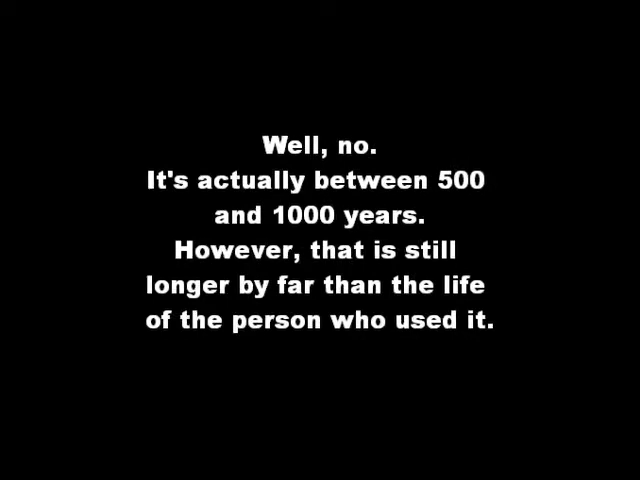 Well, no.
It's actually between 500
and 1000 years.
However, that is still
longer by far than the life
of the person who used it.